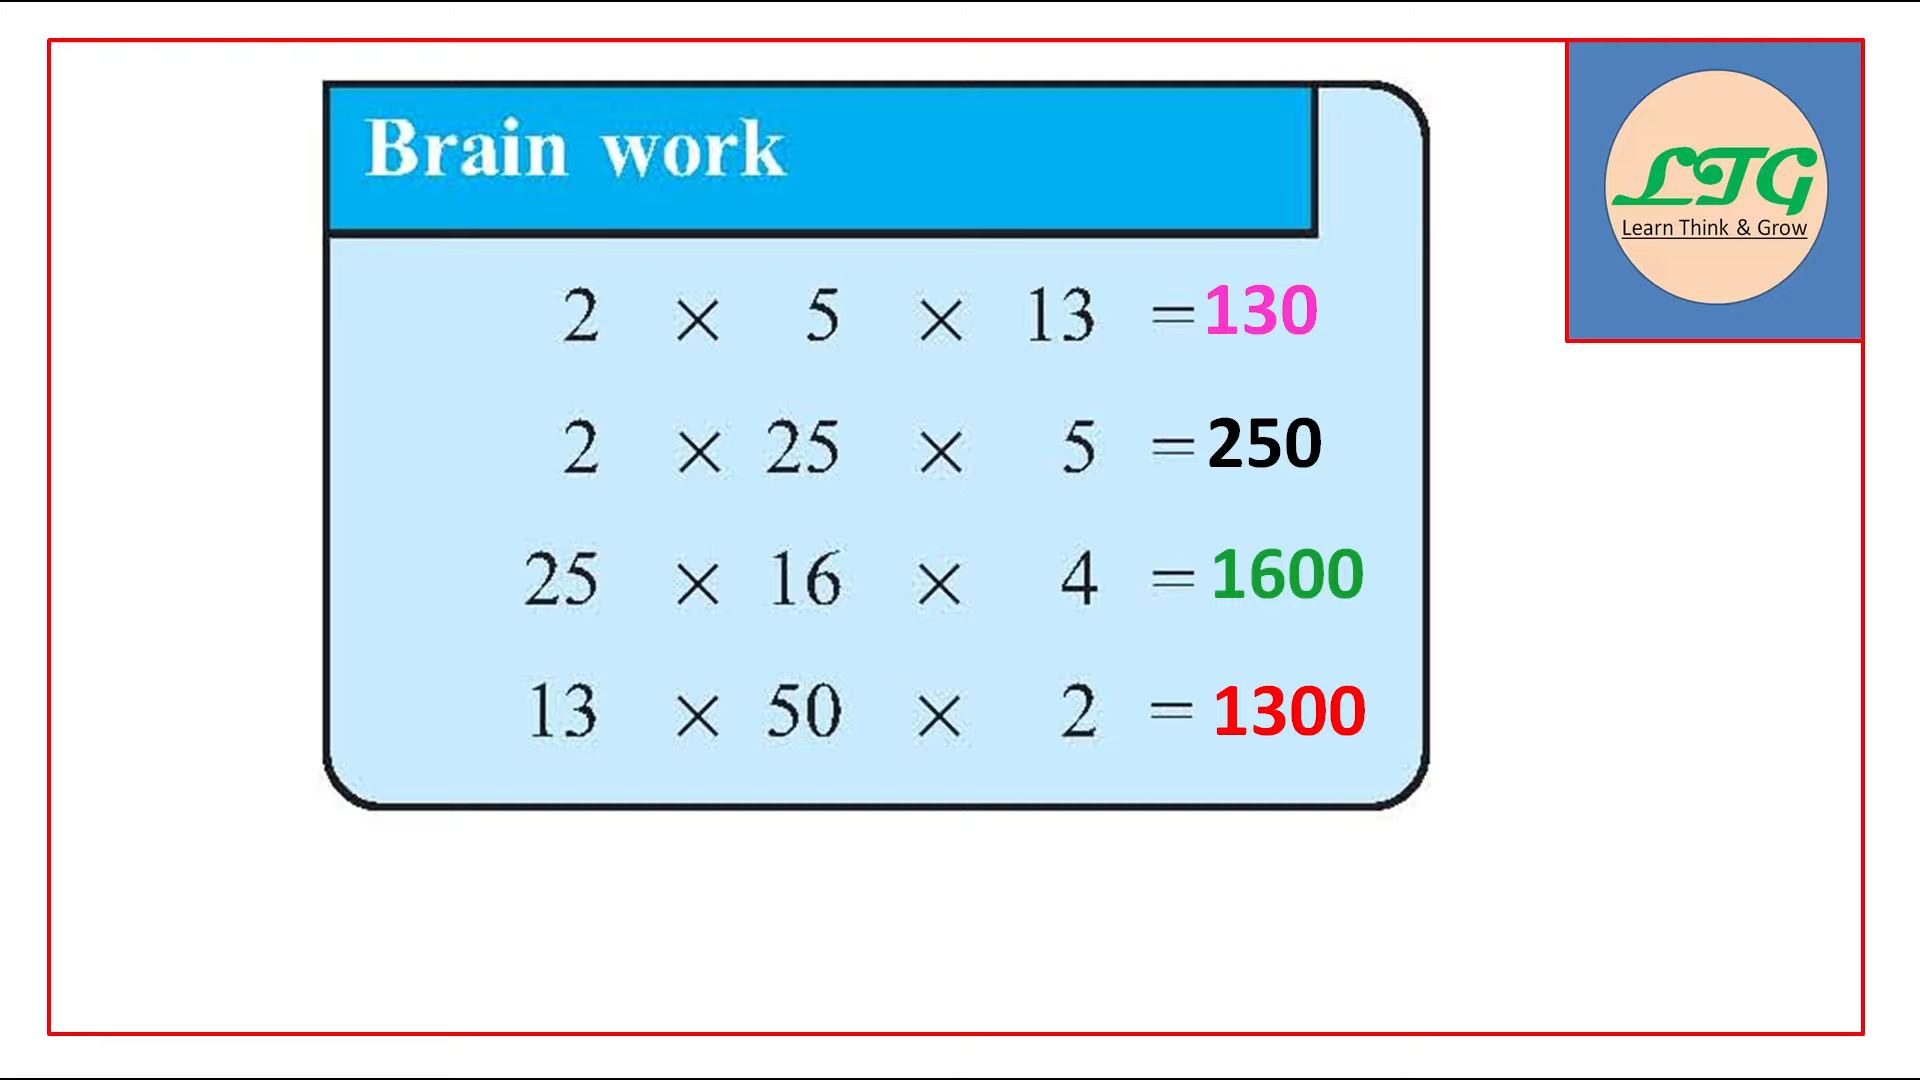 Brain work
LTG
Learn Think & Grow
2 × 5 × 13 = 130
2 × 25 × 5 = 250
25 × 16 × 4 = 1600
13 × 50 × 2 = 1300